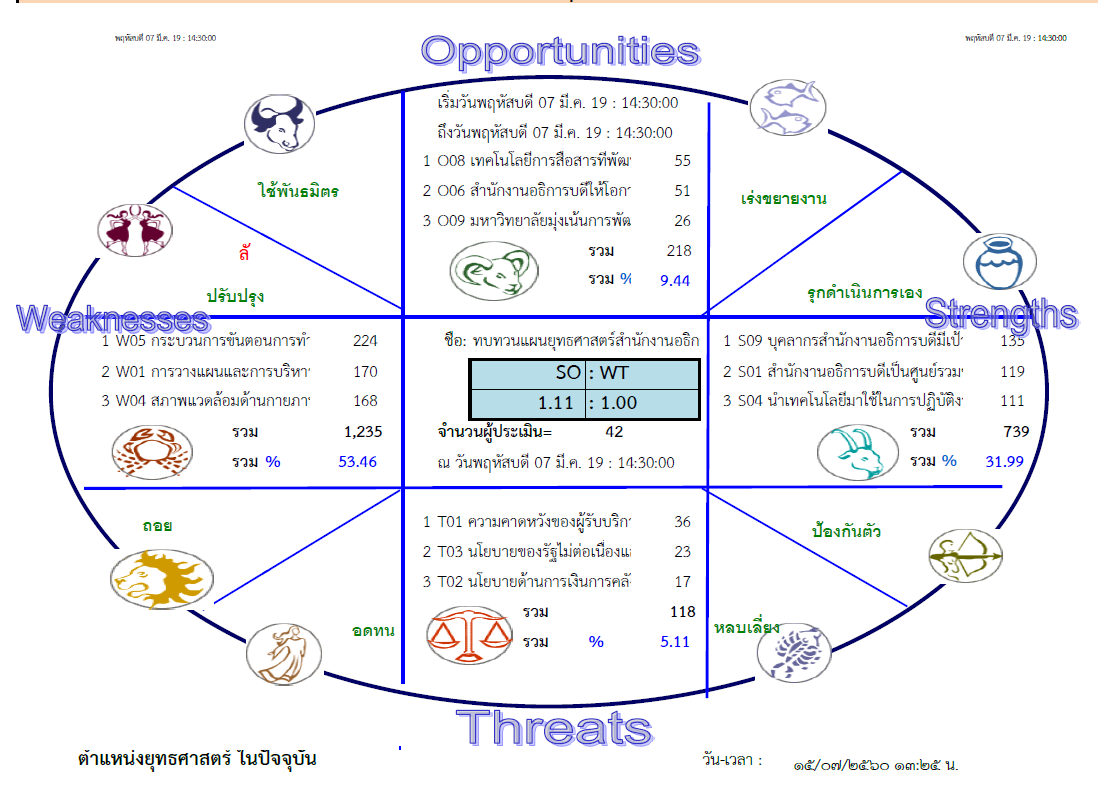 พฤหัสบดี 07 มี.ค. 19 : 14:30:00
พฤหัสบดี 07 มี.ค. 19 : 14:30:00
Opportunities
เริ่มวันพฤหัสบดี 07 มี.ค. 19 : 14:30:00
ถึงวันพฤหัสบดี 07 มี.ค. 19 : 14:30:00
1 O08 เทคโนโลยีการสื่อสารที่พัฒ 55
2 O06 สำนักงานอธิการบดีให้โอก 51
3 O09 มหาวิทยาลัยมุ่งเน้นการพัต 26
รวม 218
รวม % 9.44
ใช้พันธมิตร
ลั
ปรับปรุง
เร่งขยายงาน
รุกดำเนินการเอง
Weaknesses
1 W05 กระบวนการขั้นตอนการทำ 224
2 W01 การวางแผนและการบริหา 170
3 W04 สภาพแวดล้อมด้านกายภา 168
รวม 1,235
รวม % 53.46
ชื่อ: ทบทวนแผนยุทธศาสตร์สำนักงานอธิก
SO : WT
1.11 : 1.00
จำนวนผู้ประเมิน= 42
ณ วันพฤหัสบดี 07 มี.ค. 19 : 14:30:00
Strengths
1 S09 บุคลากรสำนักงานอธิการบดีมีเป้ 135
2 S01 สำนักงานอธิการบดีเป็นศูนย์รวม 119
3 S04 นำเทคโนโลยีมาใช้ในการปฏิบัติง 111
รวม 739
รวม % 31.99
ถอย
อดทน
1 T01 ความคาดหวังของผู้รับบริก 36
2 T03 นโยบายของรัฐไม่ต่อเนื่องแ 23
3 T02 นโยบายด้านการเงินการคลั 17
รวม 118
รวม % 5.11
ป้องกันตัว
หลบเลี่ยง
Threats
ตำแหน่งยุทธศาสตร์ ในปัจจุบัน
วัน-เวลา : ๑๕/๐๗/๒๕๖๐ ๑๓:๒๕ น.